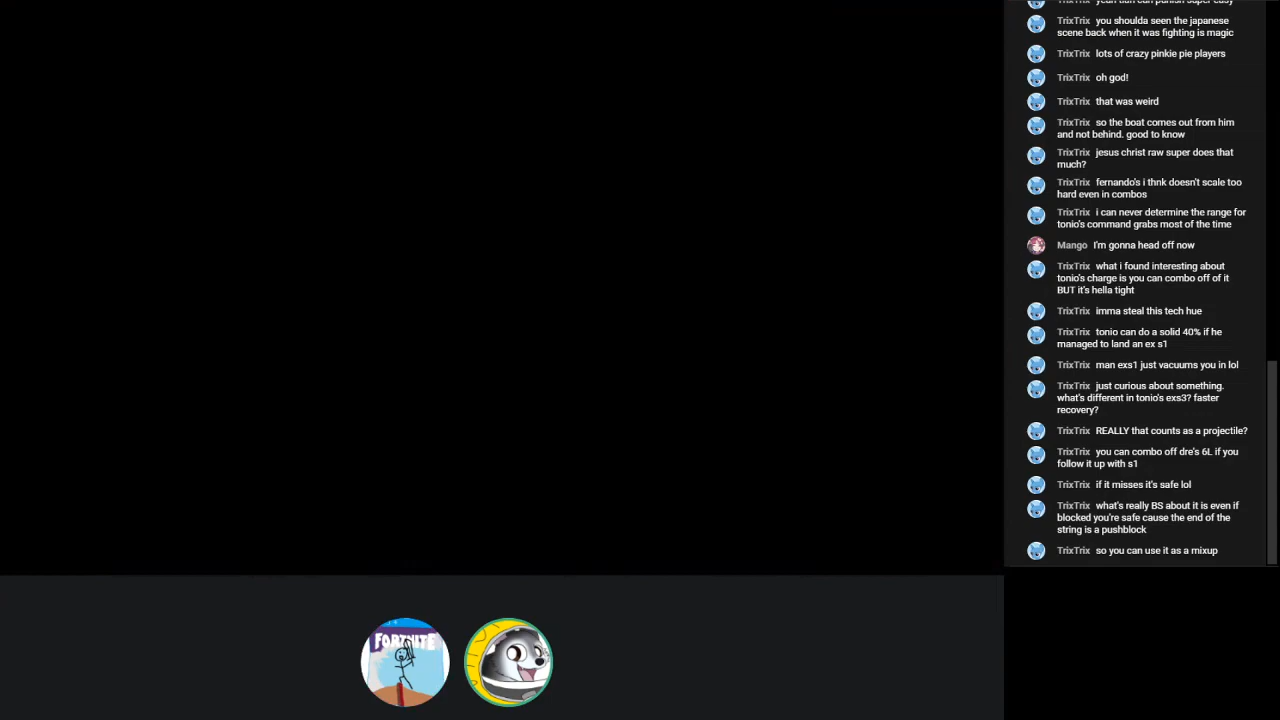 TrixTrix yeah tian can punish super easy
TrixTrix you shoulda seen the japanese
scene back when it was fighting is magic
TrixTrix lots of crazy pinkie pie players
TrixTrix oh god!
TrixTrix that was weird
TrixTrix so the boat comes out from him
and not behind. good to know
TrixTrix jesus christ raw super does that
much?
TrixTrix fernando's i thnk doesn't scale too
hard even in combos
TrixTrix i can never determine the range for
tonio's command grabs most of the time
Mango I'm gonna head off now
TrixTrix what i found interesting about
tonio's charge is you can combo off of it
BUT it's hella tight
TrixTrix imma steal this tech hue
TrixTrix tonio can do a solid 40% if he
managed to land an ex s1
TrixTrix man exs1 just vacuums you in lol
TrixTrix just curious about something.
what's different in tonio's exs3? faster
recovery?
TrixTrix REALLY that counts as a projectile?
TrixTrix you can combo off dre's 6L if you
follow it up with s1
TrixTrix if it misses it's safe lol
TrixTrix what's really BS about it is even if
blocked you're safe cause the end of the
string is a pushblock
TrixTrix so you can use it as a mixup
FORTNITE